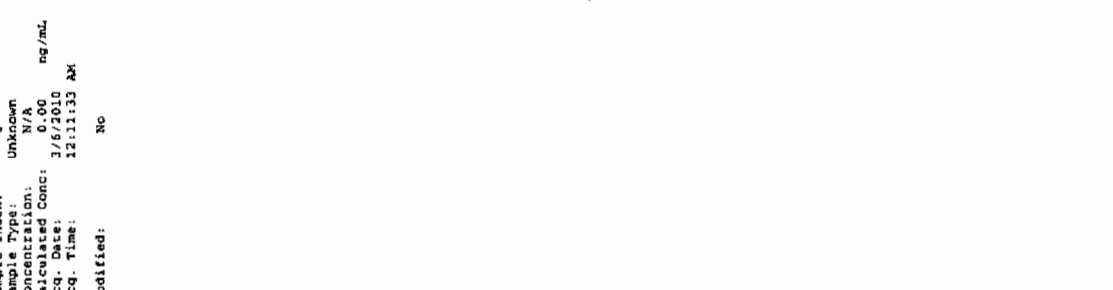 ample Type: Unknown
oncentration: N/A
alculated Conc: 0.00 ng/mL
cq. Date: 3/6/2010
cq. Time: 12:11:33 AM
odified: No